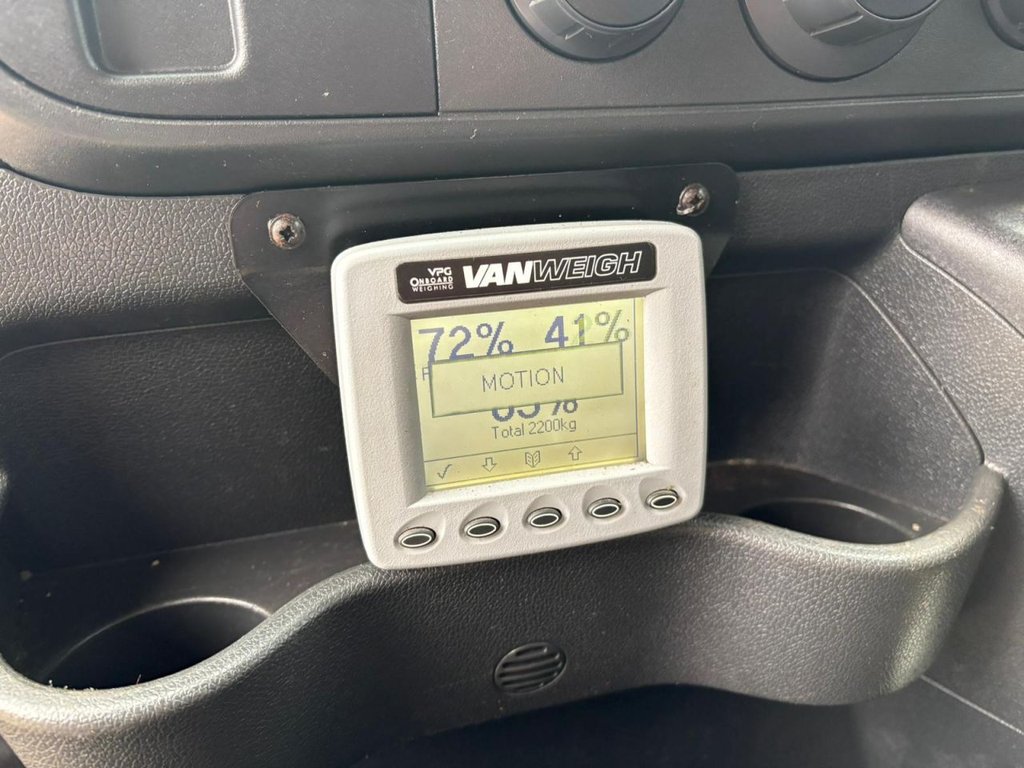 VPG
ONBOARD
WEIGHING
VANWEIGH
72% 41%
MOTION
Total 2200kg